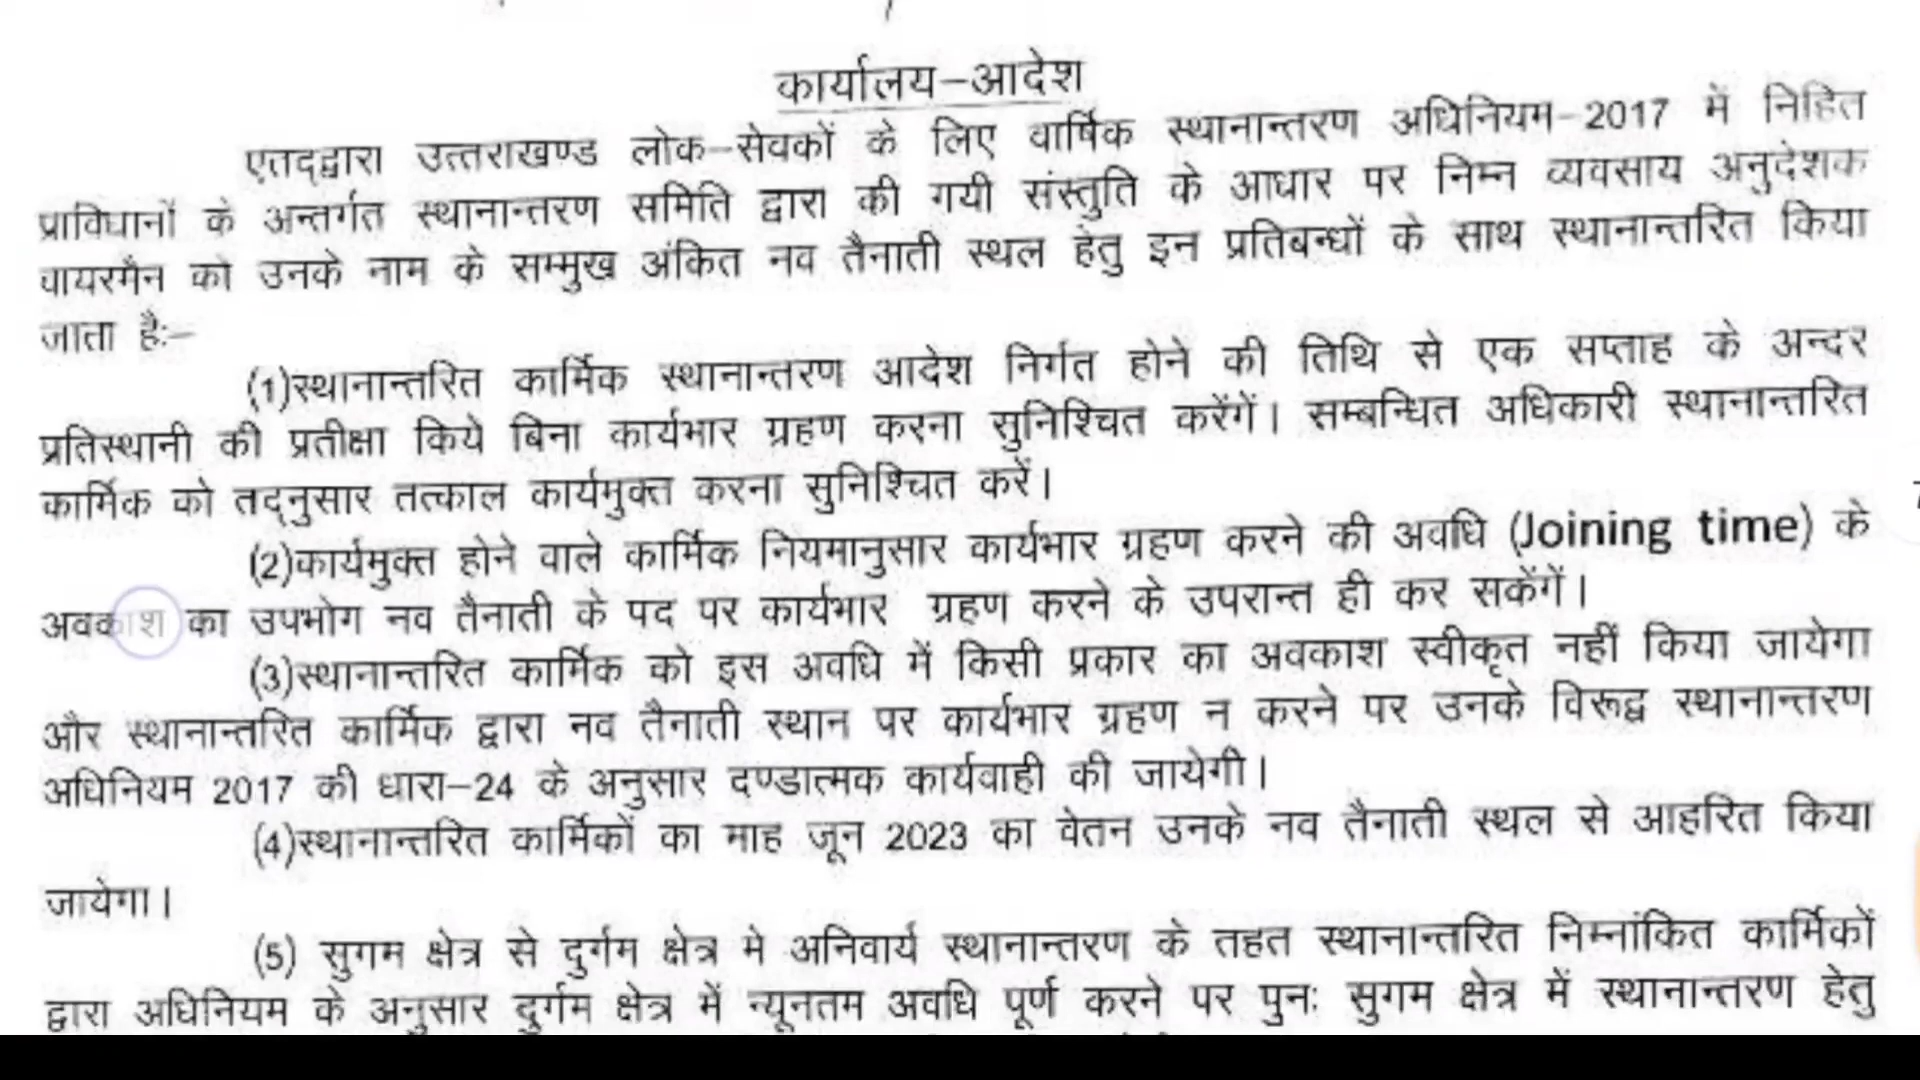 कार्यालय–आदेश
एतद्द्वारा उत्तराखण्ड लोक–सेवकों के लिए वार्षिक स्थानान्तरण अधिनियम–2017 में निहित
प्राविधानों के अन्तर्गत स्थानान्तरण समिति द्वारा की गयी संस्तुति के आधार पर निम्न व्यवसाय अनुदेशक
वायरमैन को उनके नाम के सम्मुख अंकित नव तैनाती स्थल हेतु इन प्रतिबन्धों के साथ स्थानान्तरित किया
जाता है:–
(1)स्थानान्तरित कार्मिक स्थानान्तरण आदेश निर्गत होने की तिथि से एक सप्ताह के अन्दर
प्रतिस्थानी की प्रतीक्षा किये बिना कार्यभार ग्रहण करना सुनिश्चित करेंगें। सम्बन्धित अधिकारी स्थानान्तरित
कार्मिक को तद्नुसार तत्काल कार्यमुक्त करना सुनिश्चित करें।
(2)कार्यमुक्त होने वाले कार्मिक नियमानुसार कार्यभार ग्रहण करने की अवधि (Joining time) के
अवकाश का उपभोग नव तैनाती के पद पर कार्यभार ग्रहण करने के उपरान्त ही कर सकेंगें।
(3)स्थानान्तरित कार्मिक को इस अवधि में किसी प्रकार का अवकाश स्वीकृत नहीं किया जायेगा
और स्थानान्तरित कार्मिक द्वारा नव तैनाती स्थान पर कार्यभार ग्रहण न करने पर उनके विरूद्व स्थानान्तरण
अधिनियम 2017 की धारा–24 के अनुसार दण्डात्मक कार्यवाही की जायेगी।
(4)स्थानान्तरित कार्मिकों का माह जून 2023 का वेतन उनके नव तैनाती स्थल से आहरित किया
जायेगा।
(5) सुगम क्षेत्र से दुर्गम क्षेत्र मे अनिवार्य स्थानान्तरण के तहत स्थानान्तरित निम्नांकित कार्मिकों
द्वारा अधिनियम के अनुसार दुर्गम क्षेत्र में न्यूनतम अवधि पूर्ण करने पर पुनः सुगम क्षेत्र में स्थानान्तरण हेतु